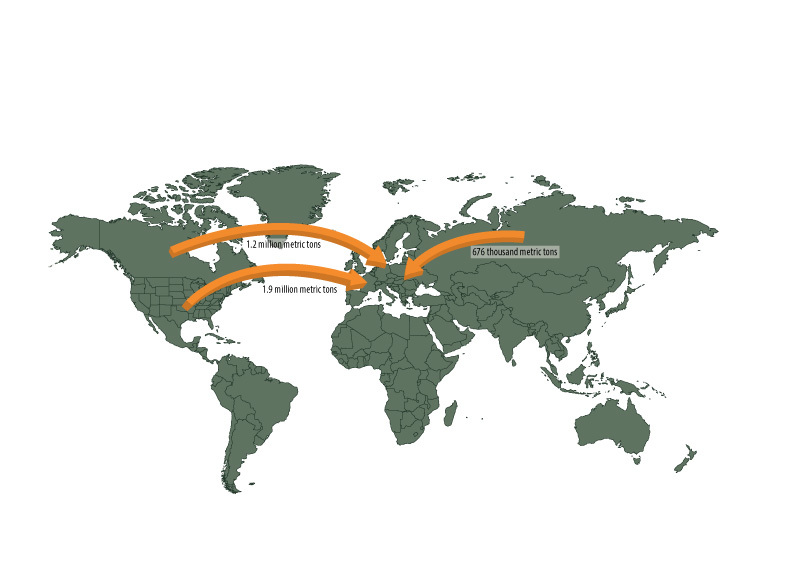 1.2 million metric tons
676 thousand metric tons
1.9 million metric tons